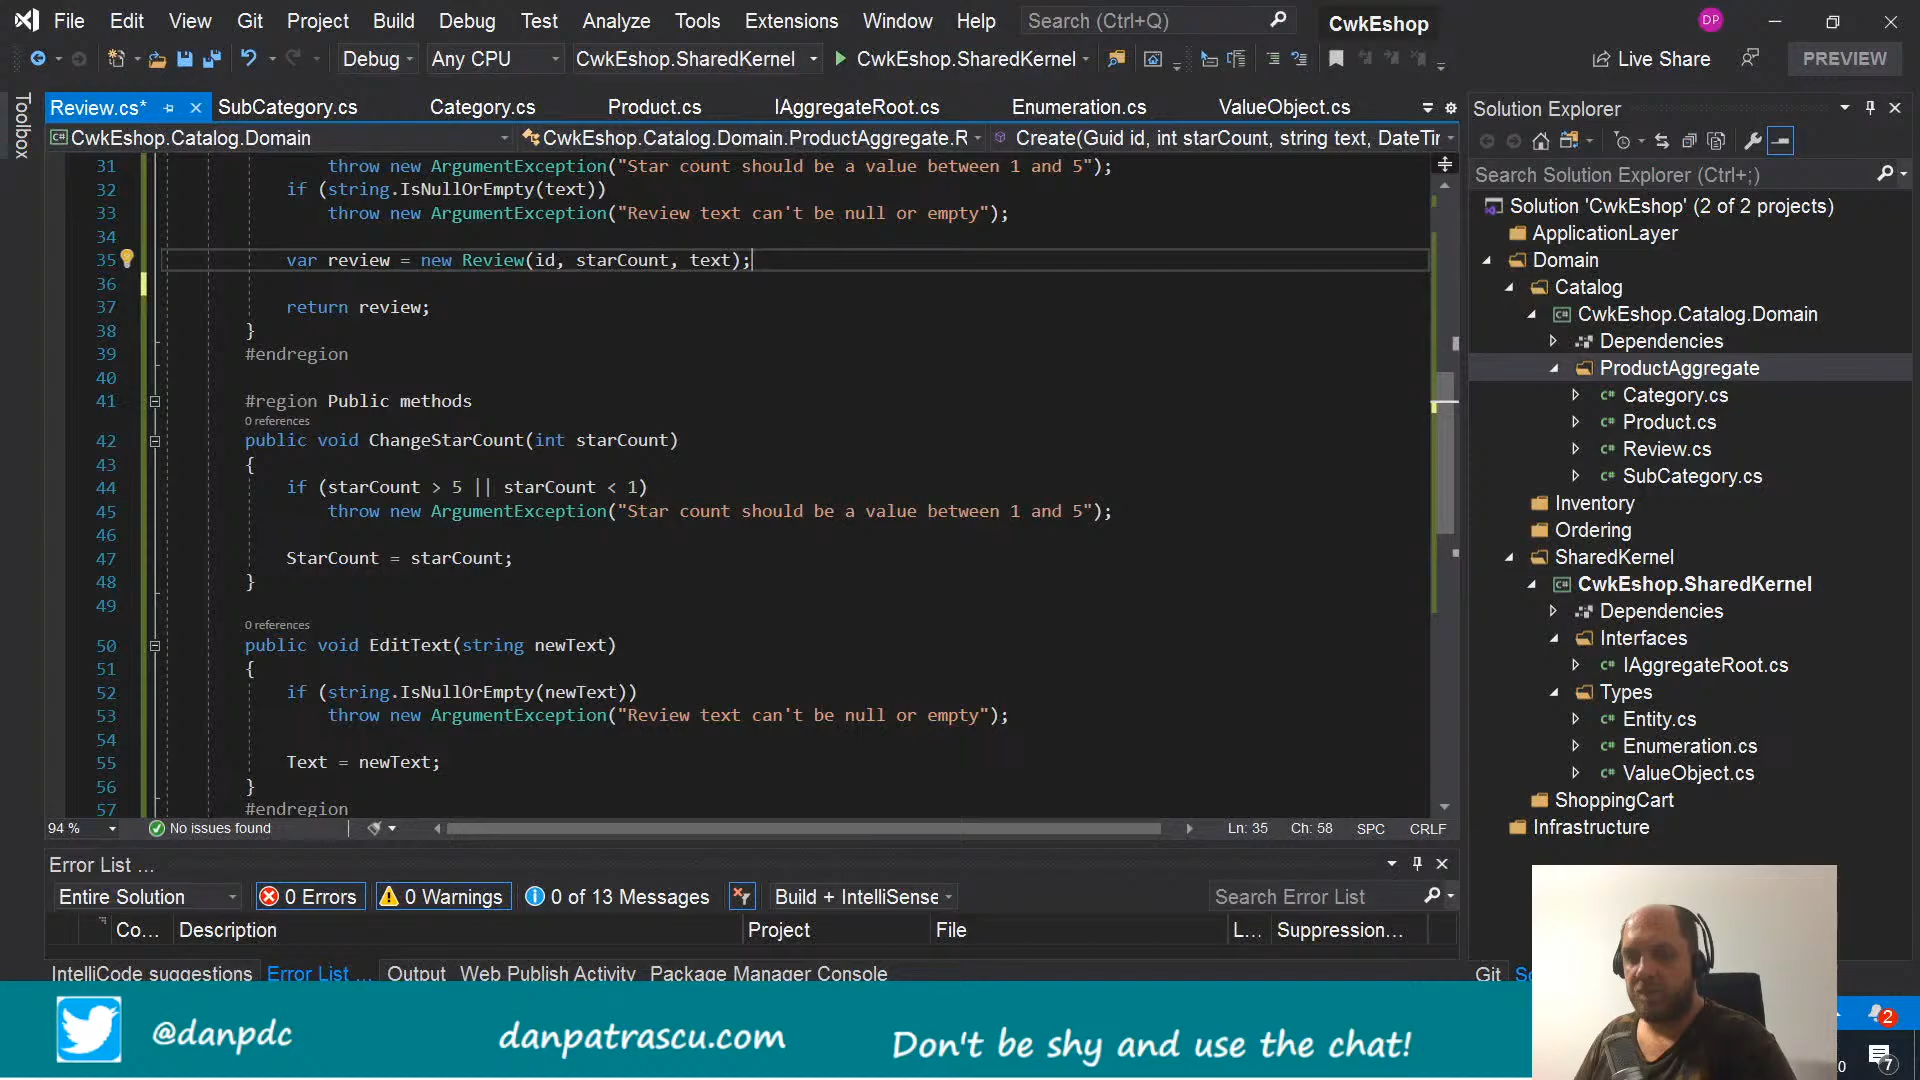 File Edit View Git Project Build Debug Test Analyze Tools Extensions Window Help Search (Ctrl+Q) CwkEshop DP
Debug Any CPU CwkEshop.SharedKernel CwkEshop.SharedKernel Live Share PREVIEW
Toolbox
Review.cs* SubCategory.cs Category.cs Product.cs IAggregateRoot.cs Enumeration.cs ValueObject.cs
CwkEshop.Catalog.Domain CwkEshop.Catalog.Domain.ProductAggregate.R Create(Guid id, int starCount, string text, DateTir
31 throw new ArgumentException("Star count should be a value between 1 and 5");
32 if (string.IsNullOrEmpty(text))
33 throw new ArgumentException("Review text can't be null or empty");
34
35 var review = new Review(id, starCount, text);
36
37 return review;
38 }
39 #endregion
40
41 #region Public methods
0 references
42 public void ChangeStarCount(int starCount)
43 {
44 if (starCount > 5 || starCount < 1)
45 throw new ArgumentException("Star count should be a value between 1 and 5");
46
47 StarCount = starCount;
48 }
49
0 references
50 public void EditText(string newText)
51 {
52 if (string.IsNullOrEmpty(newText))
53 throw new ArgumentException("Review text can't be null or empty");
54
55 Text = newText;
56 }
57 #endregion
94 % No issues found Ln: 35 Ch: 58 SPC CRLF
Error List ...
Entire Solution 0 Errors 0 Warnings 0 of 13 Messages Build + IntelliSense Search Error List
Co... Description Project File L... Suppression...
IntelliCode suggestions Error List ... Output Web Publish Activity Package Manager Console
Solution Explorer
Search Solution Explorer (Ctrl+;)
Solution 'CwkEshop' (2 of 2 projects)
ApplicationLayer
Domain
Catalog
CwkEshop.Catalog.Domain
Dependencies
ProductAggregate
Category.cs
Product.cs
Review.cs
SubCategory.cs
Inventory
Ordering
SharedKernel
CwkEshop.SharedKernel
Dependencies
Interfaces
IAggregateRoot.cs
Types
Entity.cs
Enumeration.cs
ValueObject.cs
ShoppingCart
Infrastructure
Git
@danpdc danpatrascu.com Don't be shy and use the chat!
2
7